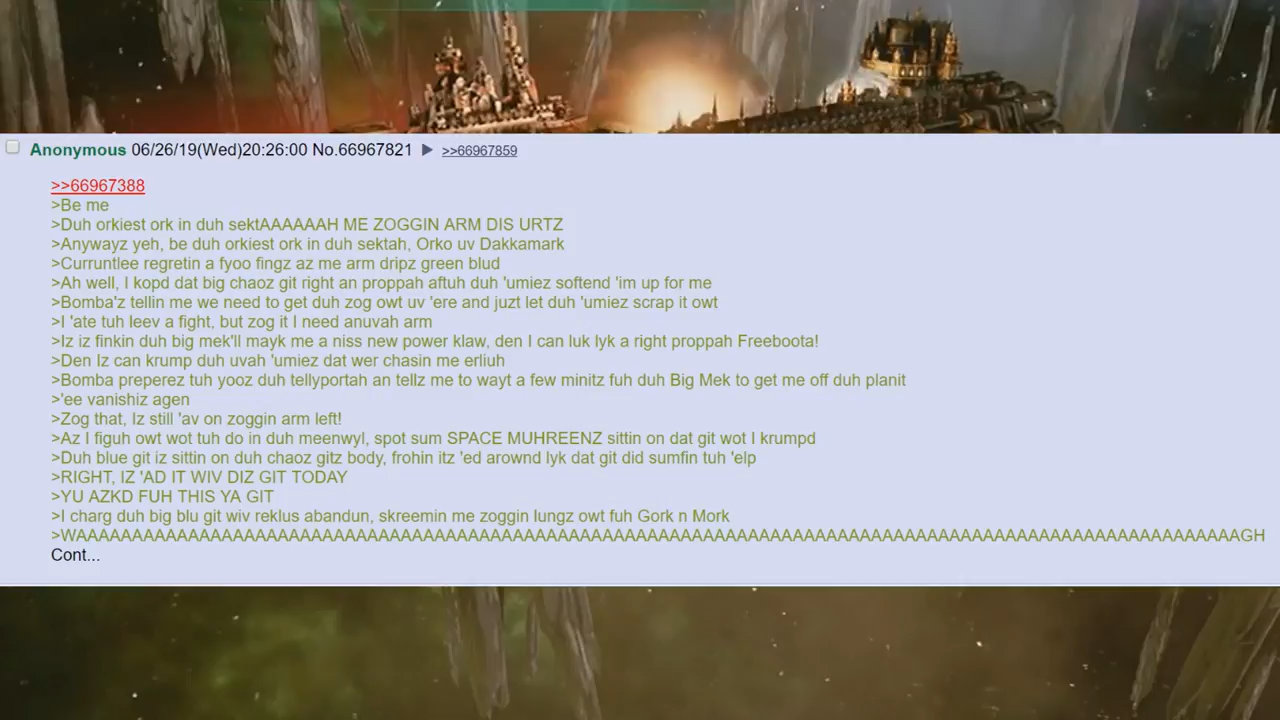 Anonymous 06/26/19(Wed)20:26:00 No.66967821 ▶ >>66967859
>>66967388
>Be me
>Duh orkiest ork in duh sektAAAAAAH ME ZOGGIN ARM DIS URTZ
>Anywayz yeh, be duh orkiest ork in duh sektah, Orko uv Dakkamark
>Curruntlee regretin a fyoo fingz az me arm dripz green blud
>Ah well, I kopd dat big chaoz git right an proppah aftuh duh 'umiez softend 'im up for me
>Bomba'z tellin me we need to get duh zog owt uv 'ere and juzt let duh 'umiez scrap it owt
>I 'ate tuh leev a fight, but zog it I need anuvah arm
>Iz iz finkin duh big mek'll mayk me a niss new power klaw, den I can luk lyk a right proppah Freeboota!
>Den Iz can krump duh uvah 'umiez dat wer chasin me erliuh
>Bomba preperez tuh yooz duh tellyportah an tellz me to wayt a few minitz fuh duh Big Mek to get me off duh planit
>'ee vanishiz agen
>Zog that, Iz still 'av on zoggin arm left!
>Az I figuh owt wot tuh do in duh meenwyl, spot sum SPACE MUHREENZ sittin on dat git wot I krumpd
>Duh blue git iz sittin on duh chaoz gitz body, frohin itz 'ed arownd lyk dat git did sumfin tuh 'elp
>RIGHT, IZ 'AD IT WIV DIZ GIT TODAY
>YU AZKD FUH THIS YA GIT
>I charg duh big blu git wiv reklus abandun, skreemin me zoggin lungz owt fuh Gork n Mork
>WAAAAAAAAAAAAAAAAAAAAAAAAAAAAAAAAAAAAAAAAAAAAAAAAAAAAAAAAAAAAAAAAAAAAAAAAAAAAAAAAAAAAAAAAAAAAAAAAAAAAAAAAAGH
Cont...